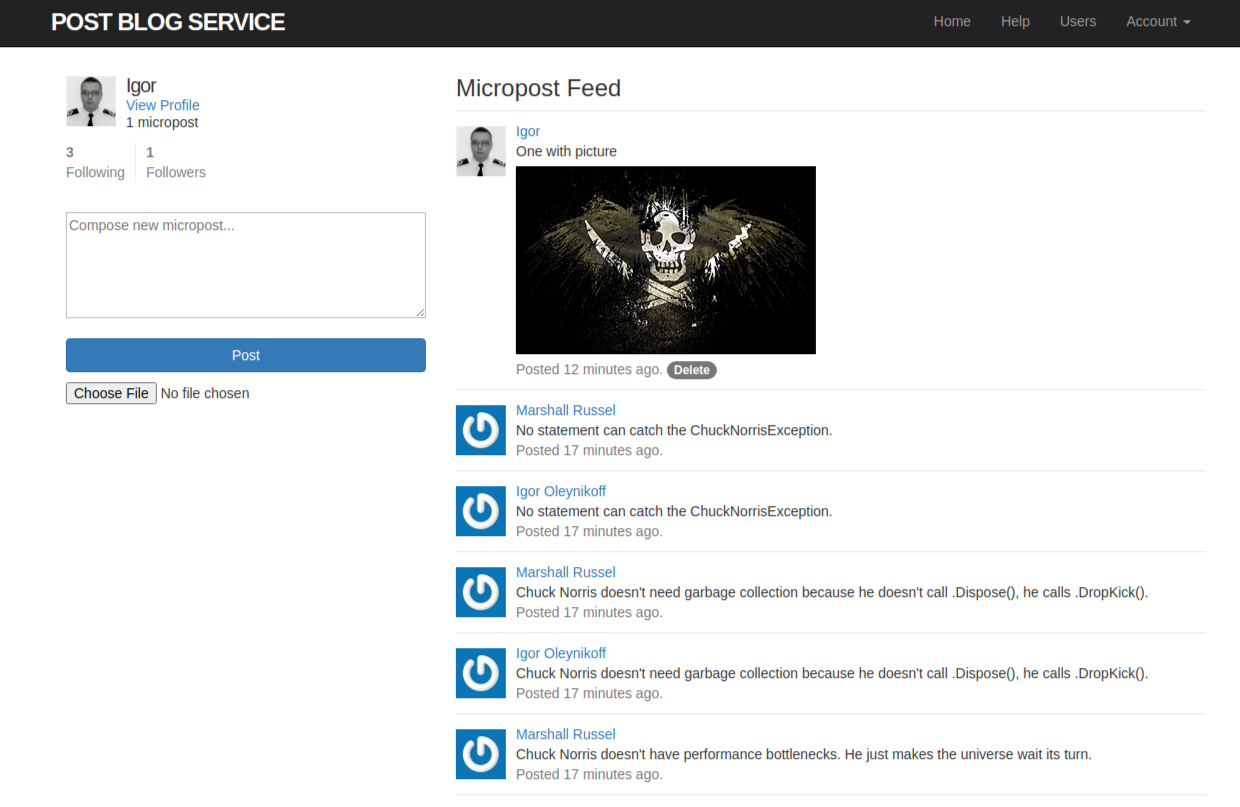 POST BLOG SERVICE
Home Help Users Account
Igor
View Profile
1 micropost
3
Following
1
Followers
Compose new micropost...
Post
Choose File No file chosen
Micropost Feed
Igor
One with picture
Posted 12 minutes ago. Delete
Marshall Russel
No statement can catch the ChuckNorrisException.
Posted 17 minutes ago.
Igor Oleynikoff
No statement can catch the ChuckNorrisException.
Posted 17 minutes ago.
Marshall Russel
Chuck Norris doesn't need garbage collection because he doesn't call .Dispose(), he calls .DropKick().
Posted 17 minutes ago.
Igor Oleynikoff
Chuck Norris doesn't need garbage collection because he doesn't call .Dispose(), he calls .DropKick().
Posted 17 minutes ago.
Marshall Russel
Chuck Norris doesn't have performance bottlenecks. He just makes the universe wait its turn.
Posted 17 minutes ago.